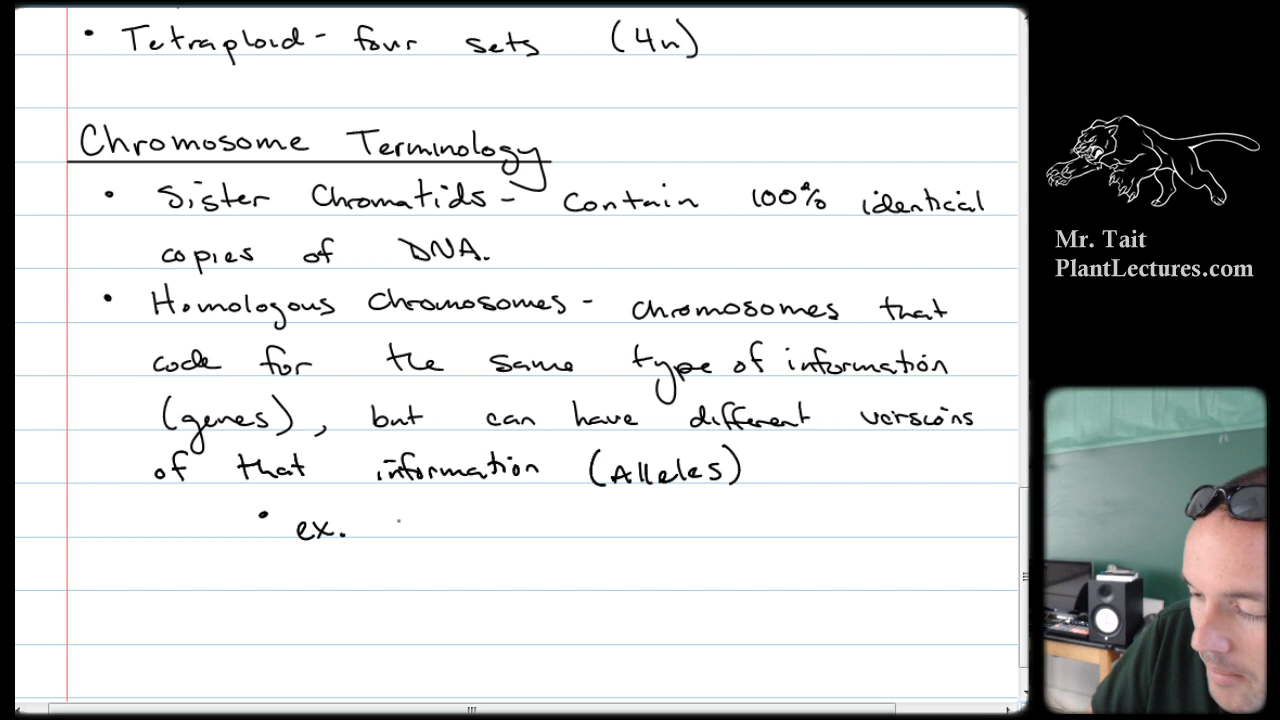 • Tetraploid - four sets (4n)
Chromosome Terminology
• Sister Chromatids - contain 100% identical
copies of DNA.
• Homologous Chromosomes - chromosomes that
code for the same type of information
(genes), but can have different versions
of that information (Alleles)
• ex.
Mr. Tait
PlantLectures.com